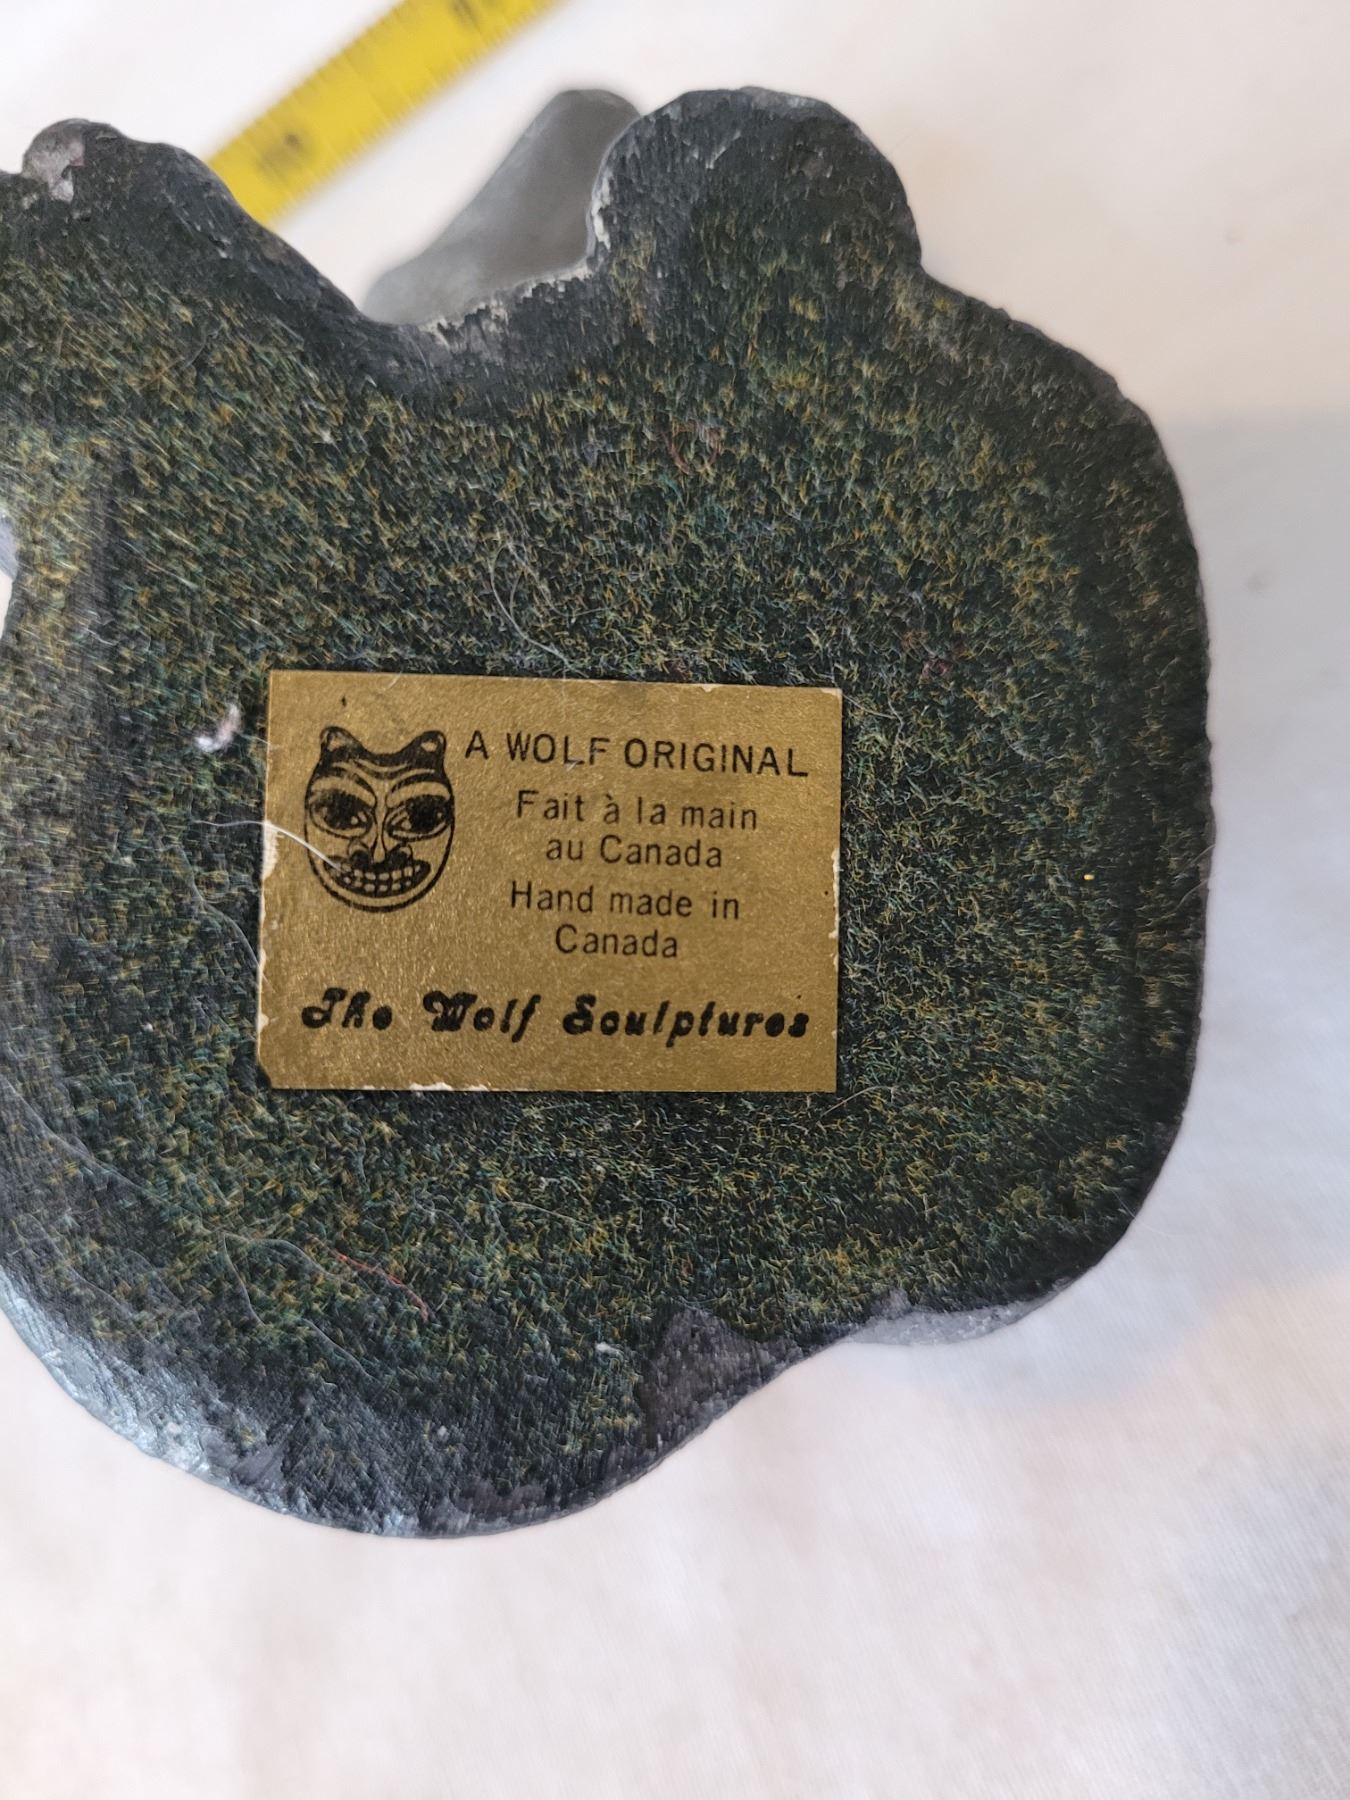 A WOLF ORIGINAL
Fait à la main
au Canada
Hand made in
Canada
The Wolf Sculptures